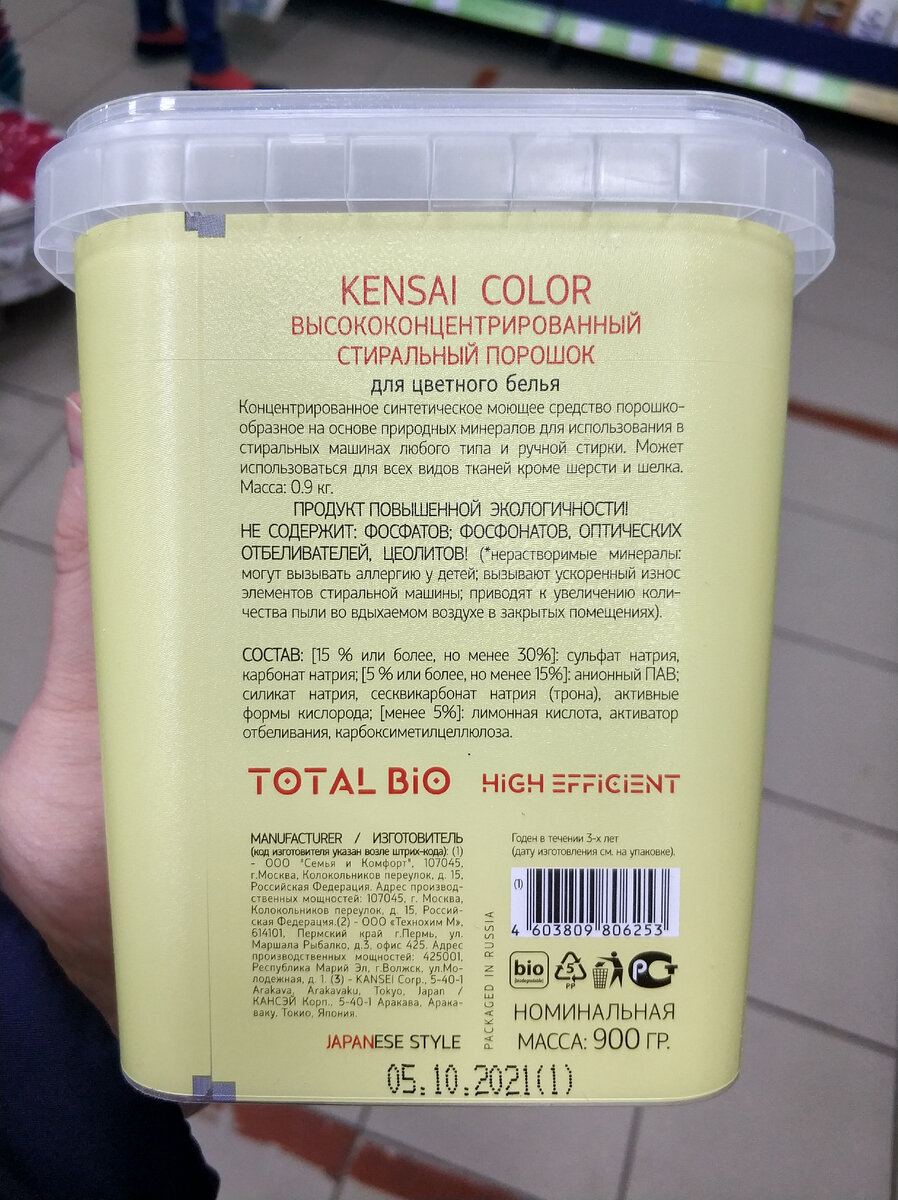 KENSAI COLOR
ВЫСОКОКОНЦЕНТРИРОВАННЫЙ
СТИРАЛЬНЫЙ ПОРОШОК
для цветного белья
Концентрированное синтетическое моющее средство порошко-
образное на основе природных минералов для использования в
стиральных машинах любого типа и ручной стирки. Может
использоваться для всех видов тканей кроме шерсти и шелка.
Масса: 0.9 кг.
ПРОДУКТ ПОВЫШЕННОЙ ЭКОЛОГИЧНОСТИ!
НЕ СОДЕРЖИТ: ФОСФАТОВ; ФОСФОНАТОВ, ОПТИЧЕСКИХ
ОТБЕЛИВАТЕЛЕЙ, ЦЕОЛИТОВ! (*нерастворимые минералы:
могут вызывать аллергию у детей; вызывают ускоренный износ
элементов стиральной машины; приводят к увеличению коли-
чества пыли во вдыхаемом воздухе в закрытых помещениях).
СОСТАВ: [15 % или более, но менее 30%]: сульфат натрия,
карбонат натрия; [5 % или более, но менее 15%]: анионный ПАВ;
силикат натрия, сесквикарбонат натрия (трона), активные
формы кислорода; [менее 5%]: лимонная кислота, активатор
отбеливания, карбоксиметилцеллюлоза.
TOTAL BiO HiGH EFFiCiENT
MANUFACTURER / ИЗГОТОВИТЕЛЬ
(код изготовителя указан возле штрих-кода): (1)
- ООО "Семья и Комфорт", 107045,
г.Москва, Колокольников переулок, д. 15,
Российская Федерация. Адрес производ-
ственных мощностей: 107045, г. Москва,
Колокольников переулок, д. 15, Россий-
ская Федерация.(2) - ООО «Технохим М»,
614101, Пермский край г.Пермь, ул.
Маршала Рыбалко, д.3, офис 425. Адрес
производственных мощностей: 425001,
Республика Марий Эл, г.Волжск, ул.Мо-
лодежная, д. 1. (3) - KANSEI Corp., 5-40-1
Arakava, Arakavaku, Tokyo, Japan /
КАНСЭЙ Корп., 5-40-1 Аракава, Арака-
ваку, Токио, Япония.
JAPANESE STYLE
PACKAGED IN RUSSIA
Годен в течении 3-х лет
(дату изготовления см. на упаковке).
(1)
4 603809 806253
bio
(biodegradable)
5
PP
РСТ
НОМИНАЛЬНАЯ
МАССА: 900 ГР.
05.10.2021(1)